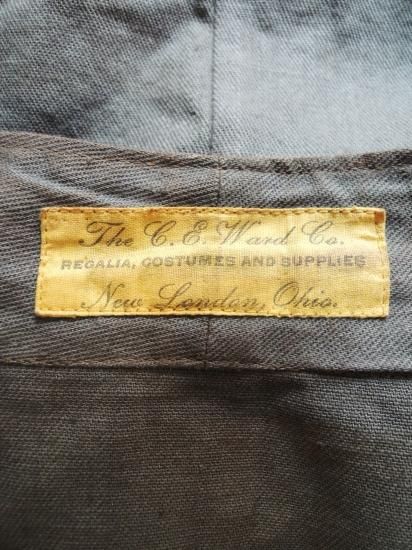 The C. E. Ward Co.
REGALIA, COSTUMES AND SUPPLIES
New London, Ohio.